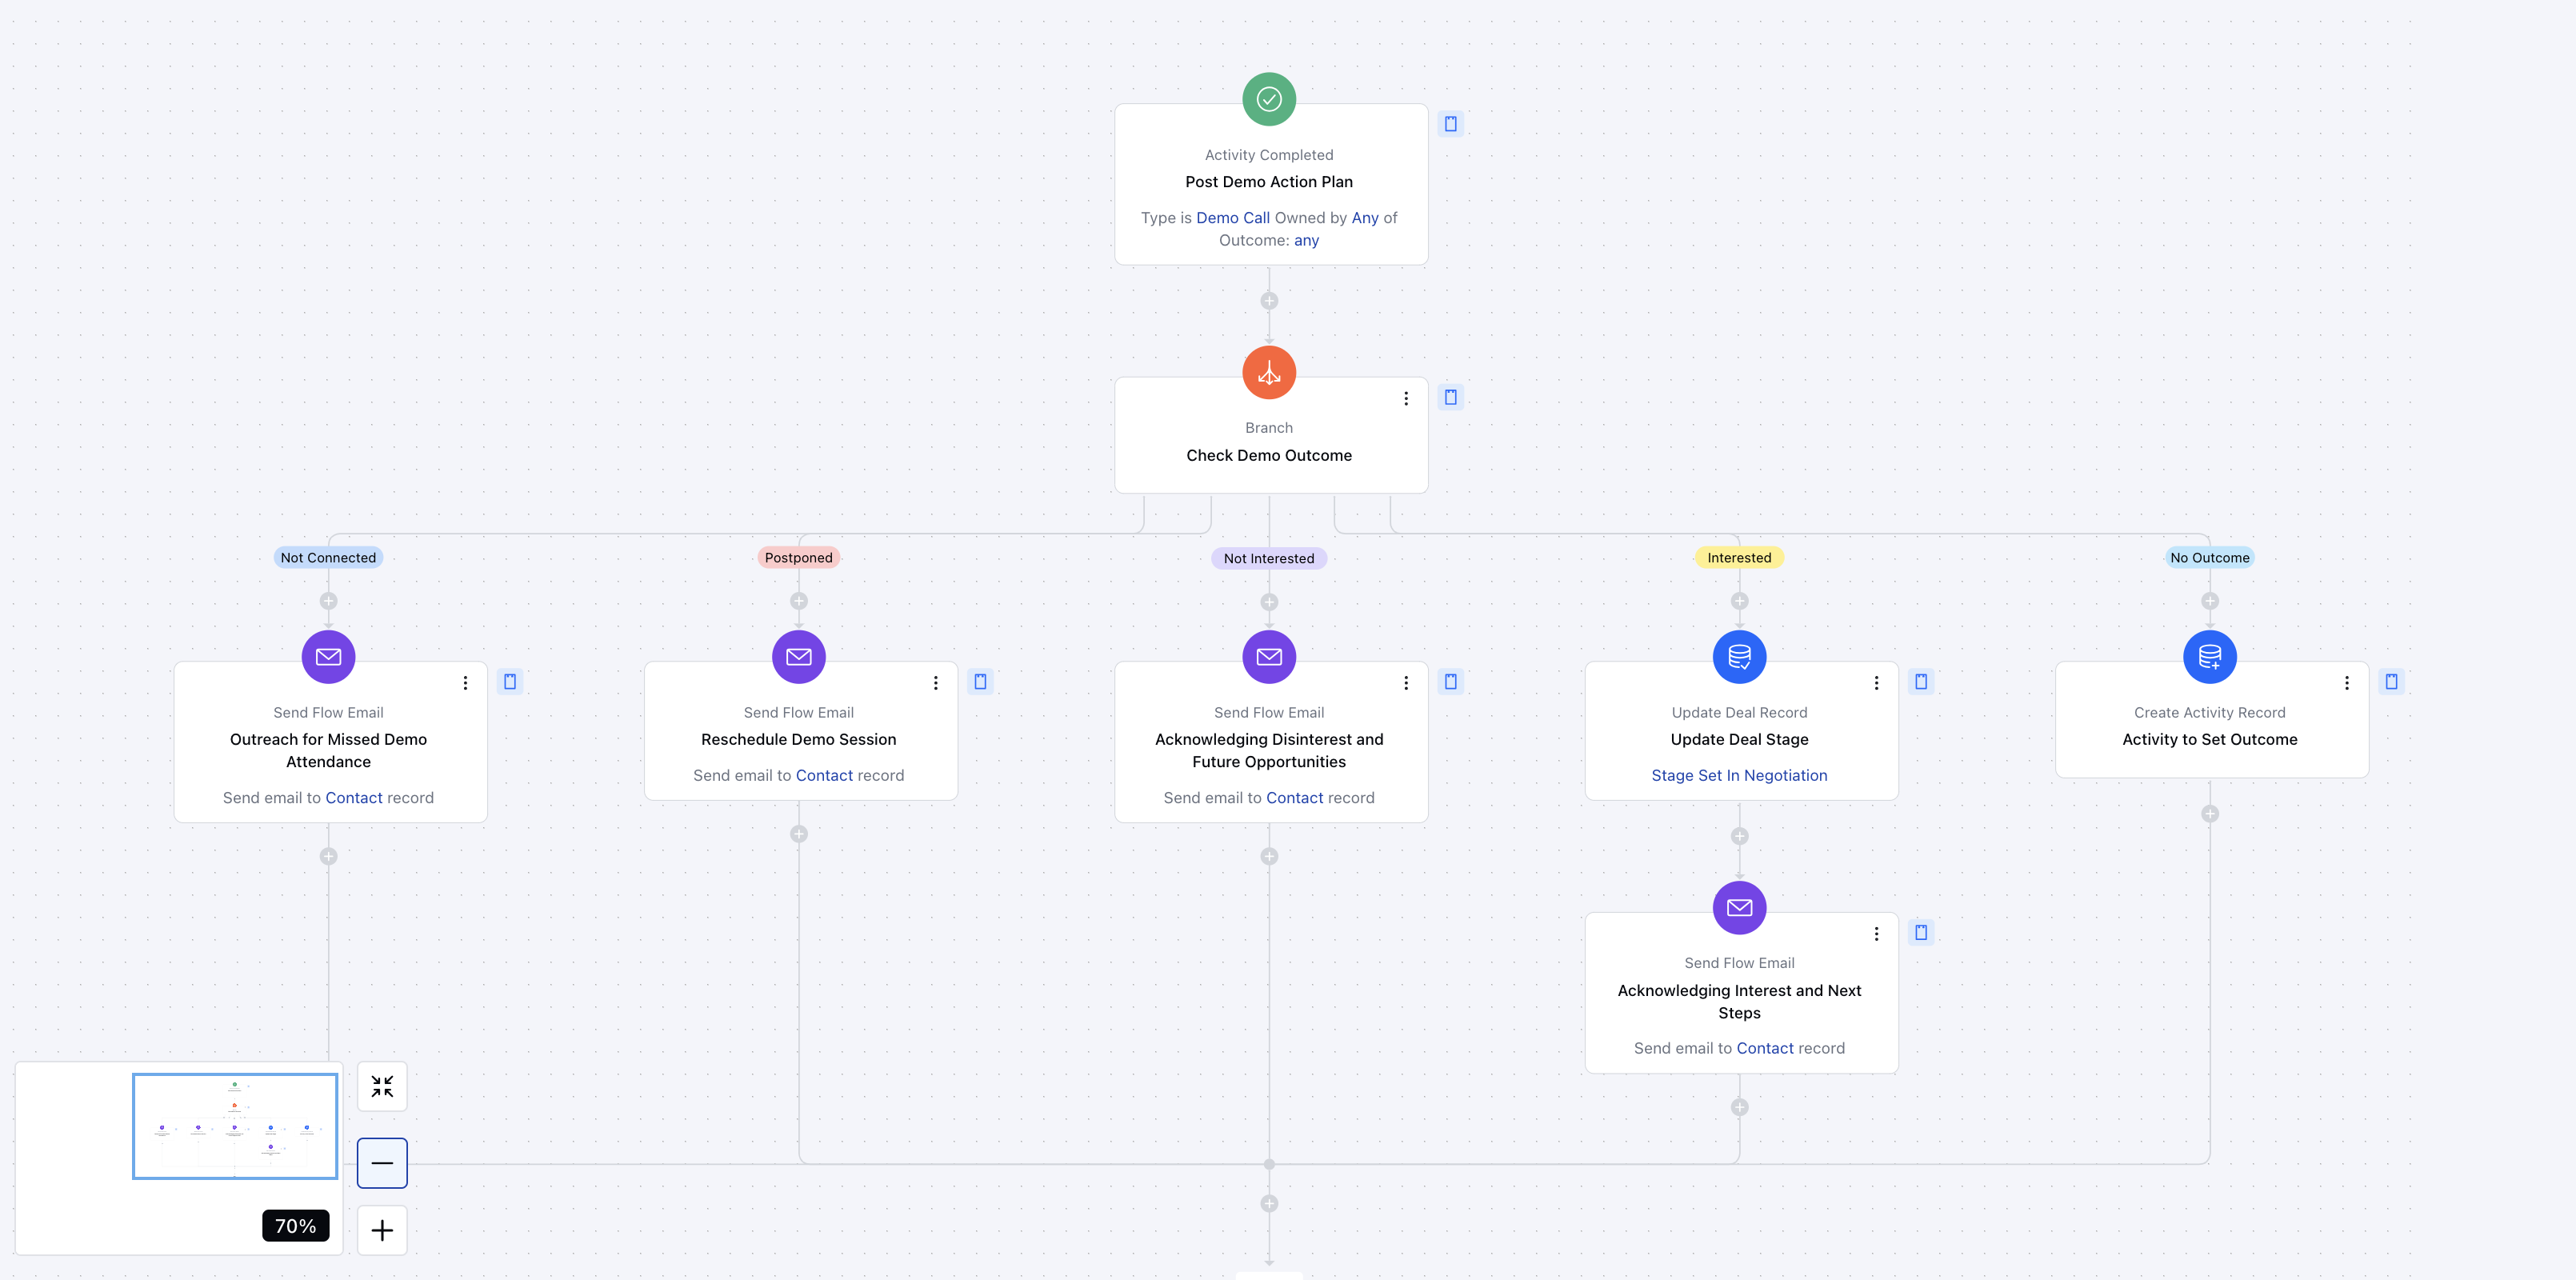 Activity Completed
Post Demo Action Plan
Type is Demo Call Owned by Any of
Outcome: any
Branch
Check Demo Outcome
Not Connected
Postponed
Not Interested
Interested
No Outcome
Send Flow Email
Outreach for Missed Demo
Attendance
Send email to Contact record
Send Flow Email
Reschedule Demo Session
Send email to Contact record
Send Flow Email
Acknowledging Disinterest and
Future Opportunities
Send email to Contact record
Update Deal Record
Update Deal Stage
Stage Set In Negotiation
Create Activity Record
Activity to Set Outcome
Send Flow Email
Acknowledging Interest and Next
Steps
Send email to Contact record
70%